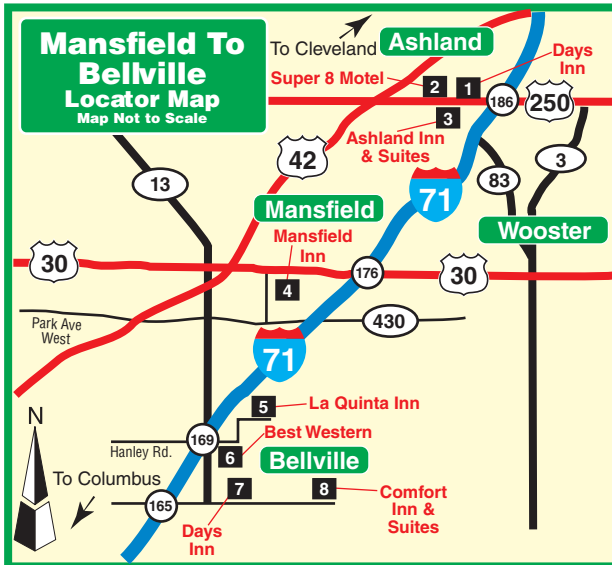 Mansfield To
Bellville
Locator Map
Map Not to Scale
To Cleveland
Ashland
Days
Inn
Super 8 Motel
2
1
186
250
3
Ashland Inn
& Suites
42
3
13
83
71
Mansfield
Wooster
Mansfield
Inn
30
176
30
4
Park Ave
West
430
71
5
La Quinta Inn
N
169
Best Western
Hanley Rd.
6
Bellville
To Columbus
7
8
Comfort
Inn &
Suites
165
Days
Inn